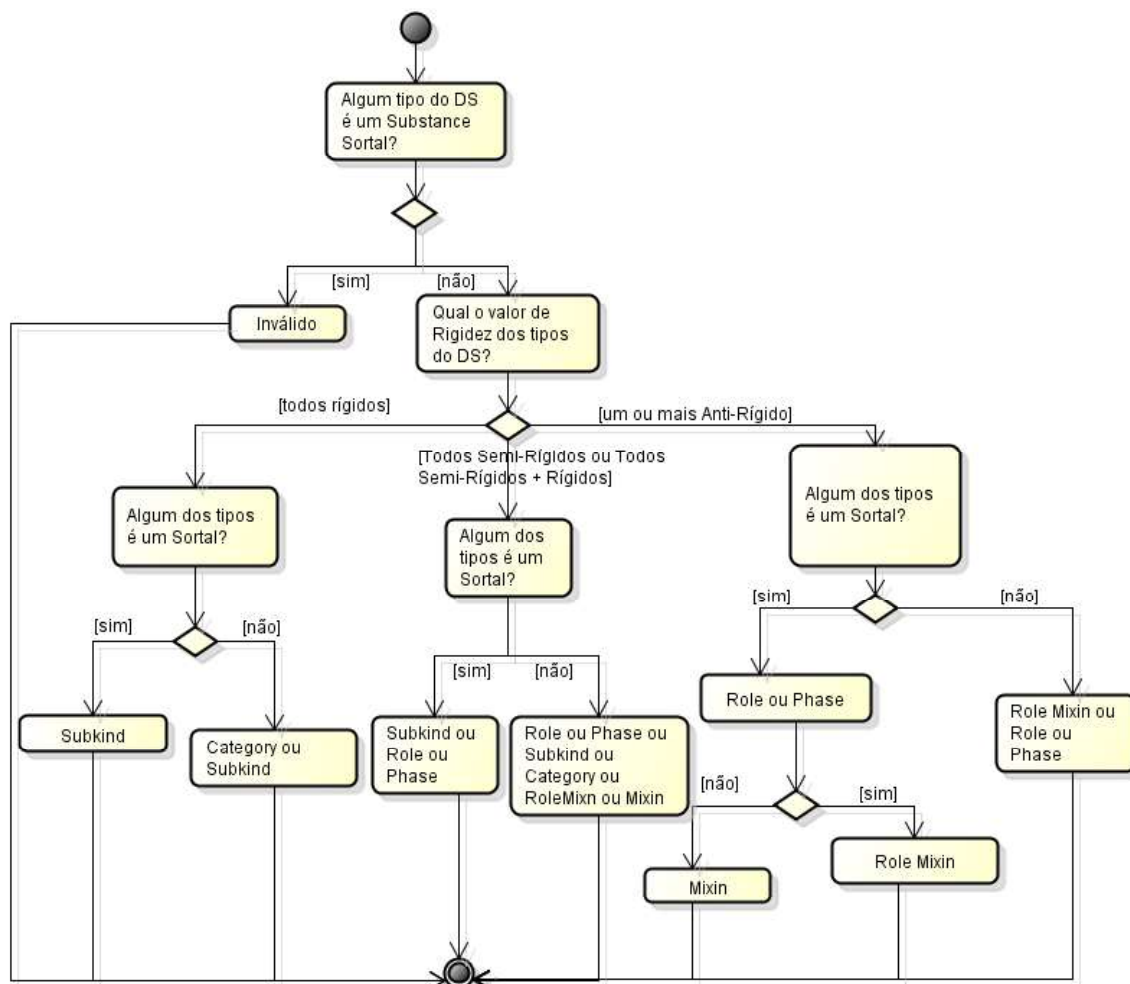 Algum tipo do DS
é um Substance
Sortal?
[sim]
[não]
Inválido
Qual o valor de
Rigidez dos tipos
do DS?
[todos rígidos]
[um ou mais Anti-Rígido]
[Todos Semi-Rígidos ou Todos
Semi-Rígidos + Rígidos]
Algum dos tipos
é um Sortal?
Algum dos
tipos é um
Sortal?
Algum dos tipos
é um Sortal?
[sim]
[não]
[sim]
[não]
[sim]
[não]
Subkind
Category ou
Subkind
Subkind ou
Role ou
Phase
Role ou Phase ou
Subkind ou
Category ou
RoleMixn ou Mixin
Role ou Phase
Role Mixin ou
Role ou
Phase
[não]
[sim]
Mixin
Role Mixin